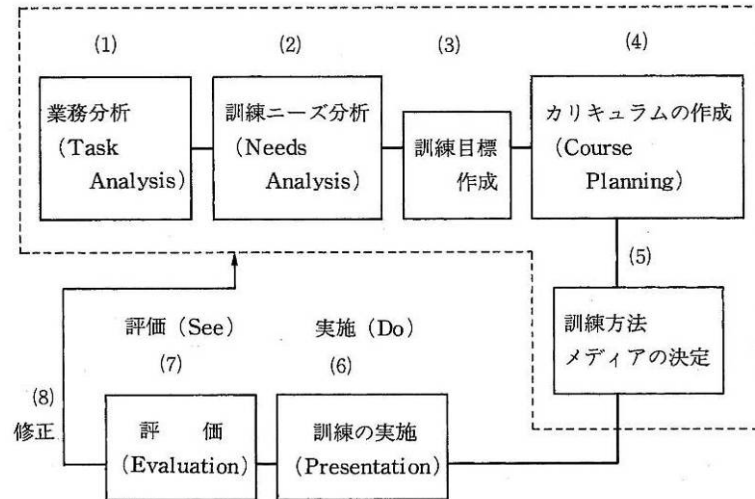 (1)
(2)
(3)
(4)
業務分析
(Task
Analysis)
訓練ニーズ分析
(Needs
Analysis)
訓練目標
作成
カリキュラムの作成
(Course
Planning)
(5)
訓練方法
メディアの決定
評価 (See)
実施 (Do)
(7)
(6)
(8)
修正
評　価
(Evaluation)
訓練の実施
(Presentation)